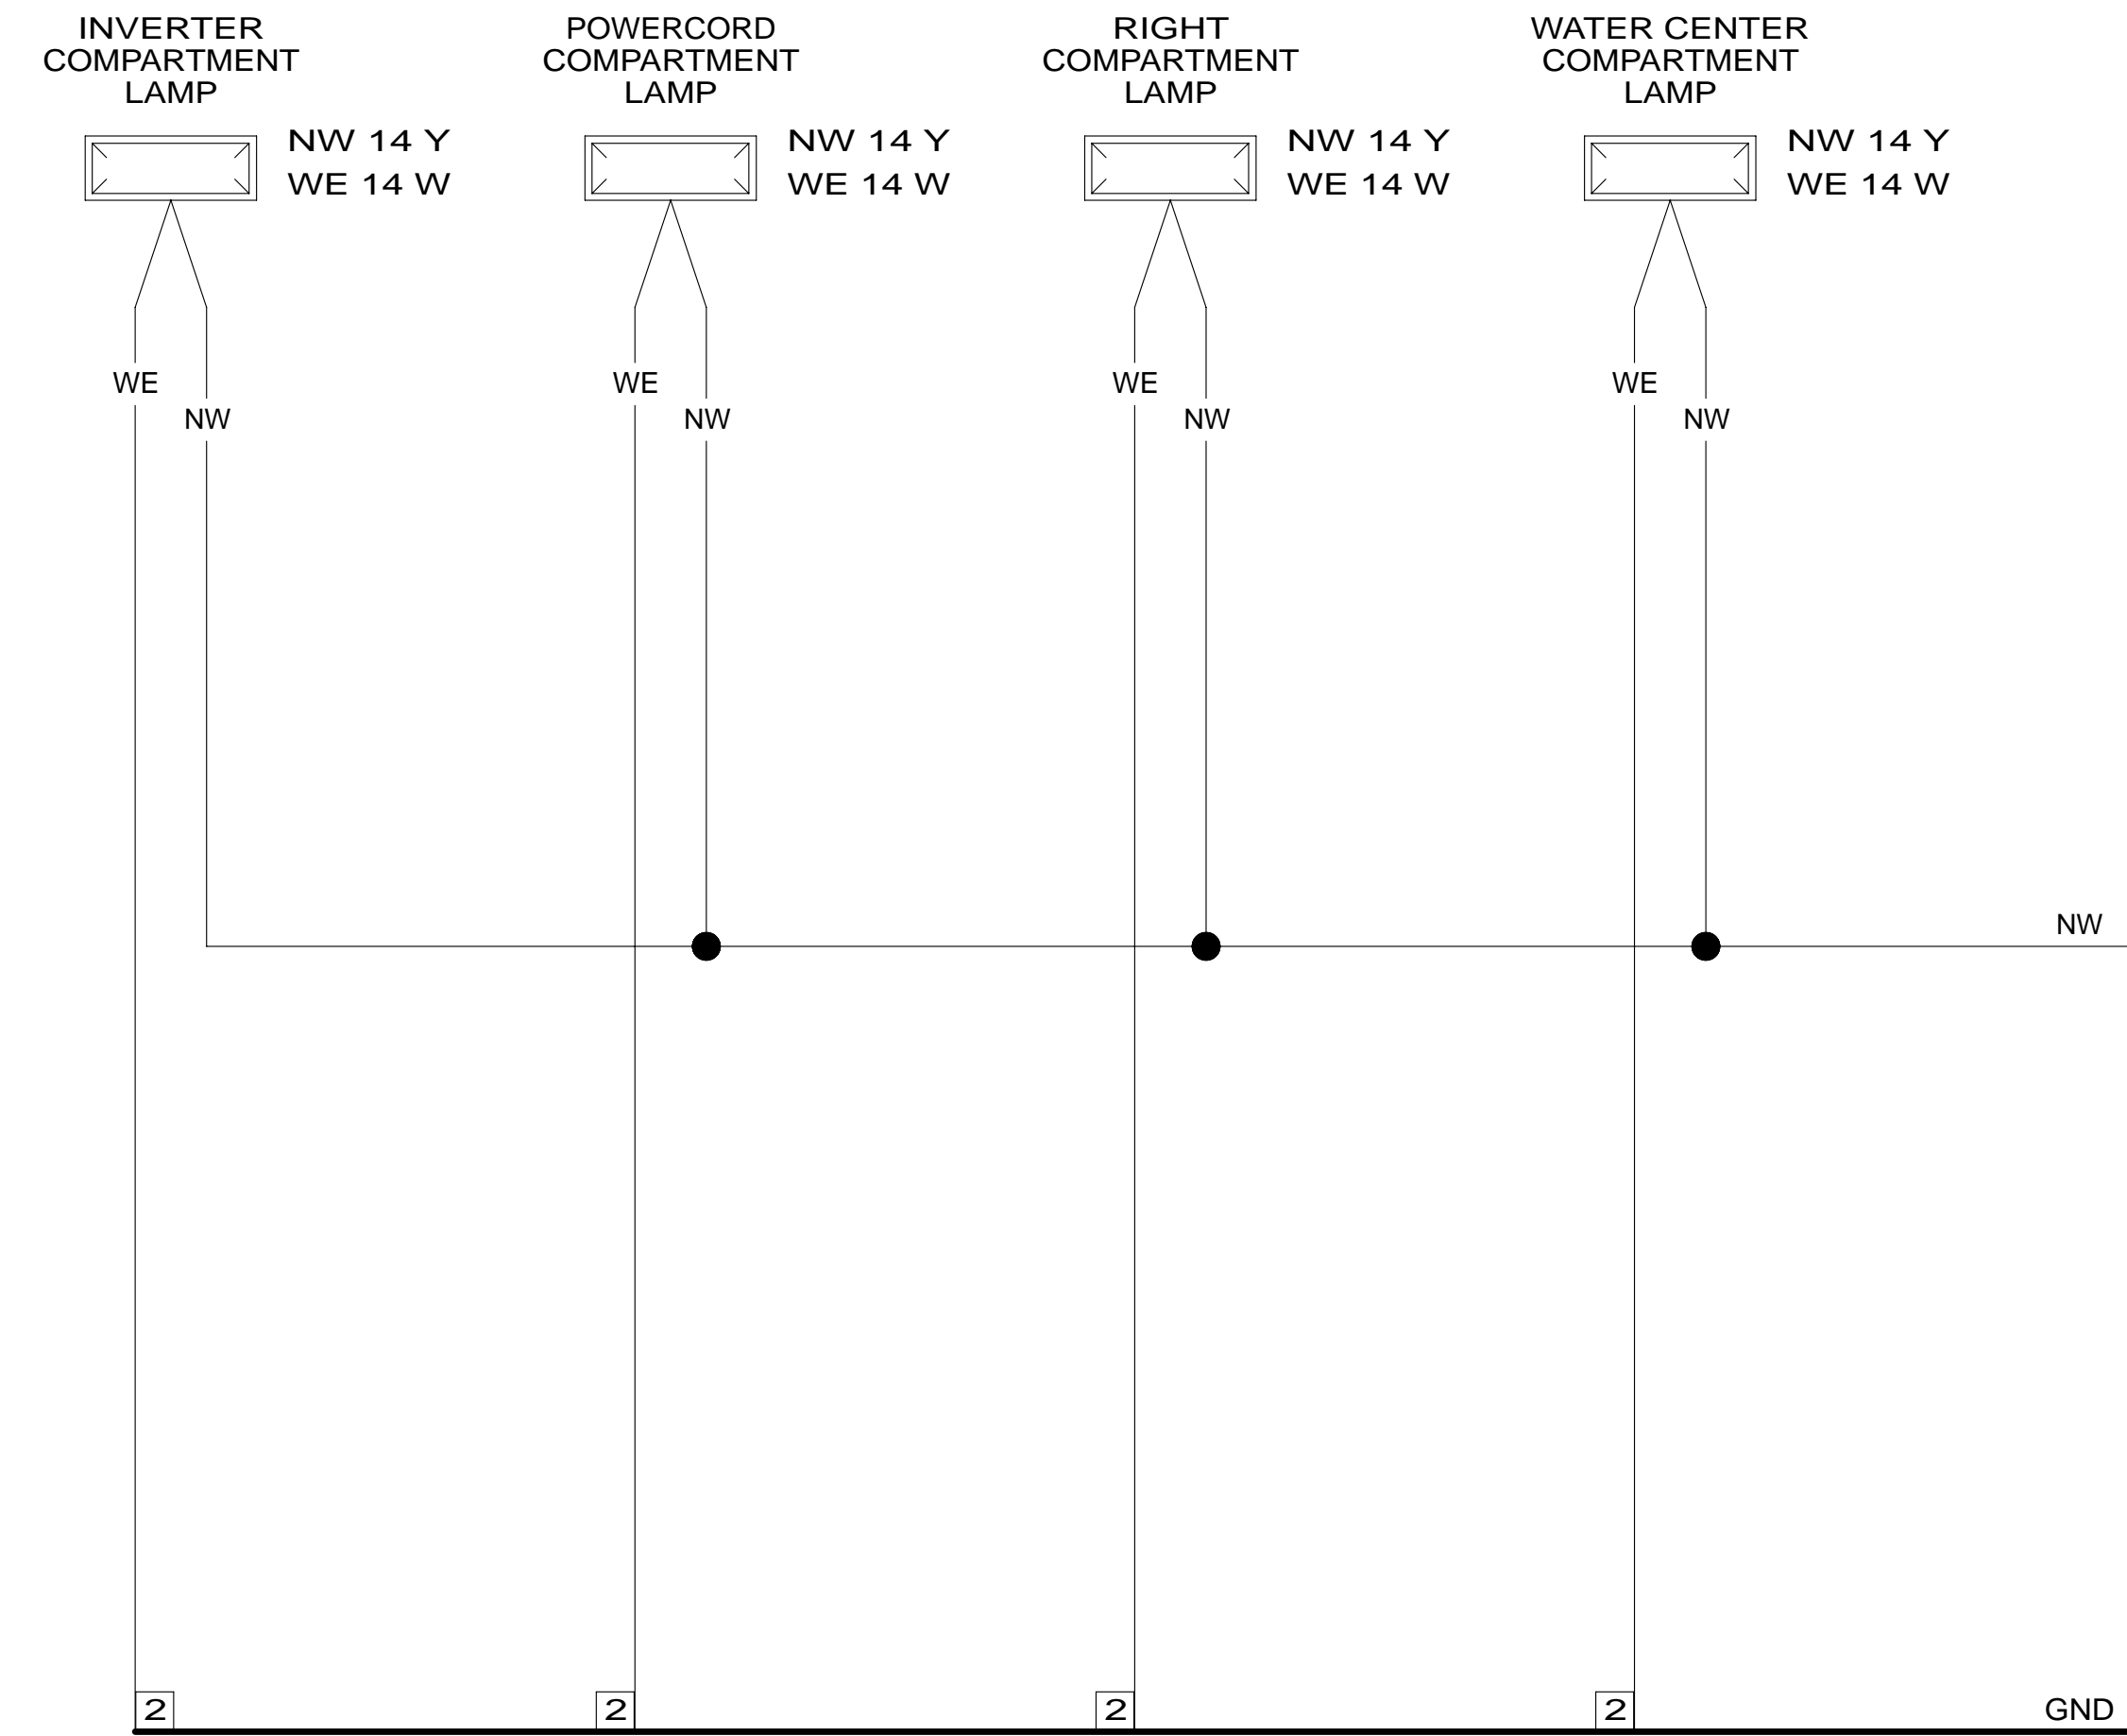 INVERTER
COMPARTMENT
LAMP
NW 14 Y
WE 14 W
POWERCORD
COMPARTMENT
LAMP
NW 14 Y
WE 14 W
RIGHT
COMPARTMENT
LAMP
NW 14 Y
WE 14 W
WATER CENTER
COMPARTMENT
LAMP
NW 14 Y
WE 14 W
WE
NW
WE
NW
WE
NW
WE
NW
NW
2
2
2
2
GND